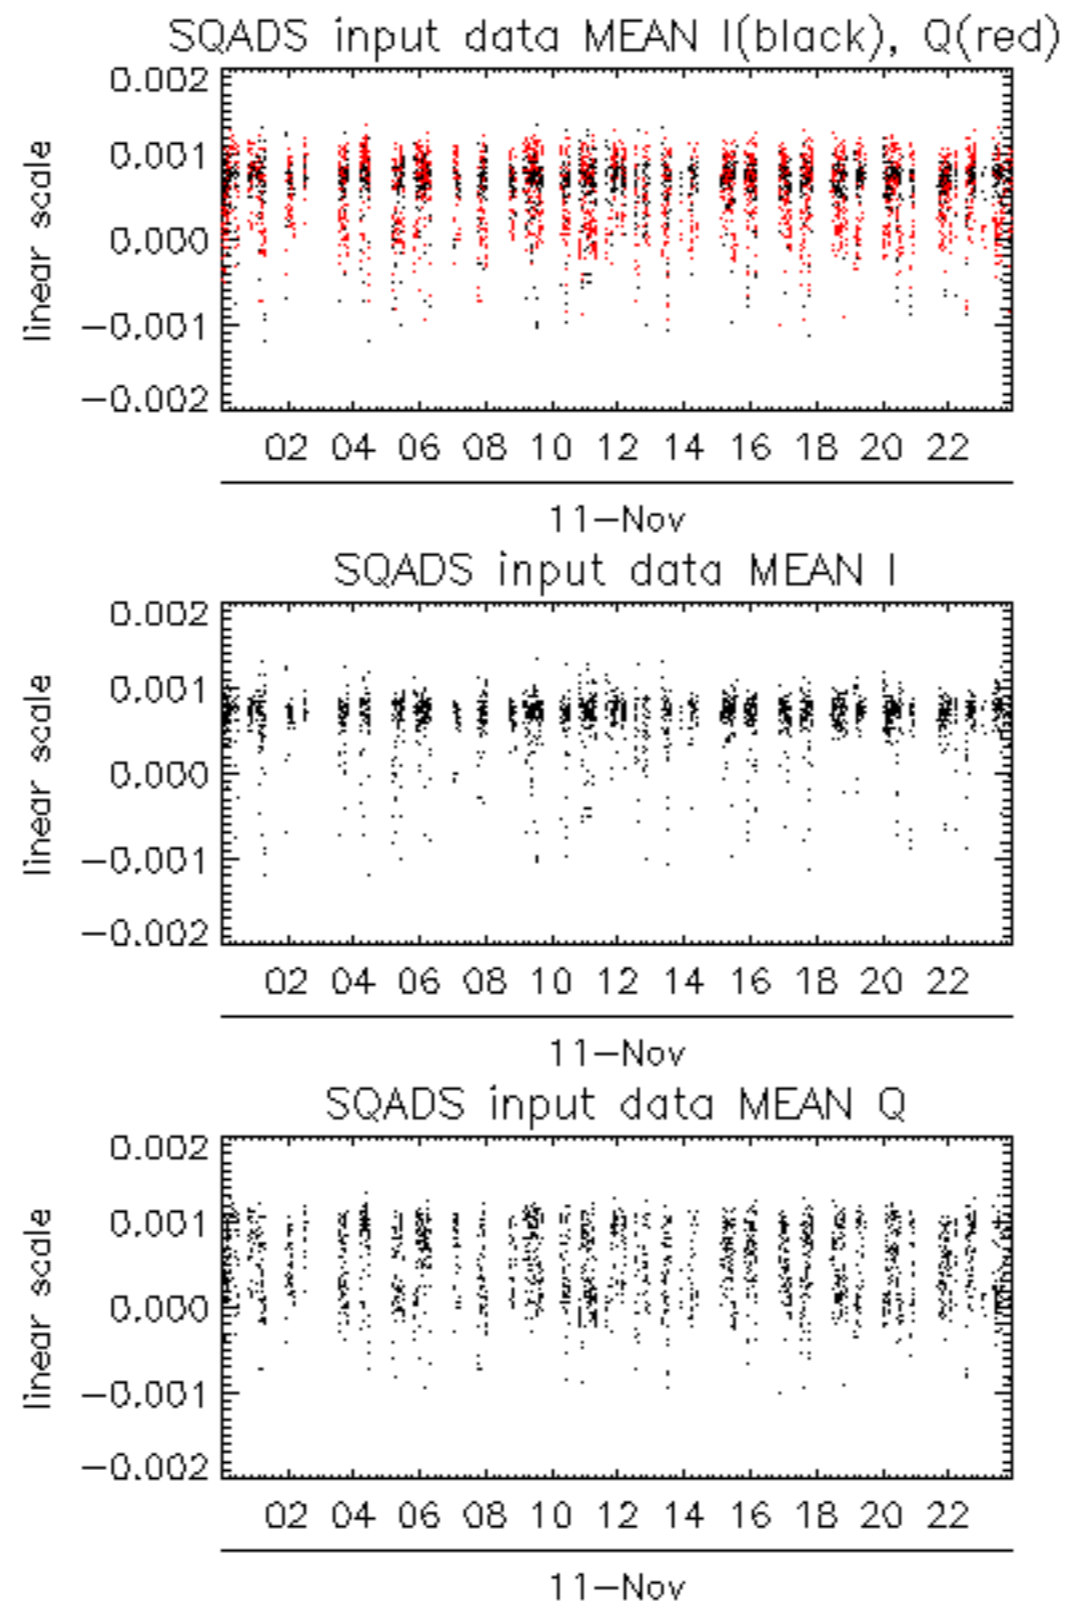 SQADS input data MEAN I(black), Q(red)
0.002
0.001
0.000
−0.001
−0.002
linear scale
02 04 06 08 10 12 14 16 18 20 22
11−Nov
SQADS input data MEAN I
0.002
0.001
0.000
−0.001
−0.002
linear scale
02 04 06 08 10 12 14 16 18 20 22
11−Nov
SQADS input data MEAN Q
0.002
0.001
0.000
−0.001
−0.002
linear scale
02 04 06 08 10 12 14 16 18 20 22
11−Nov